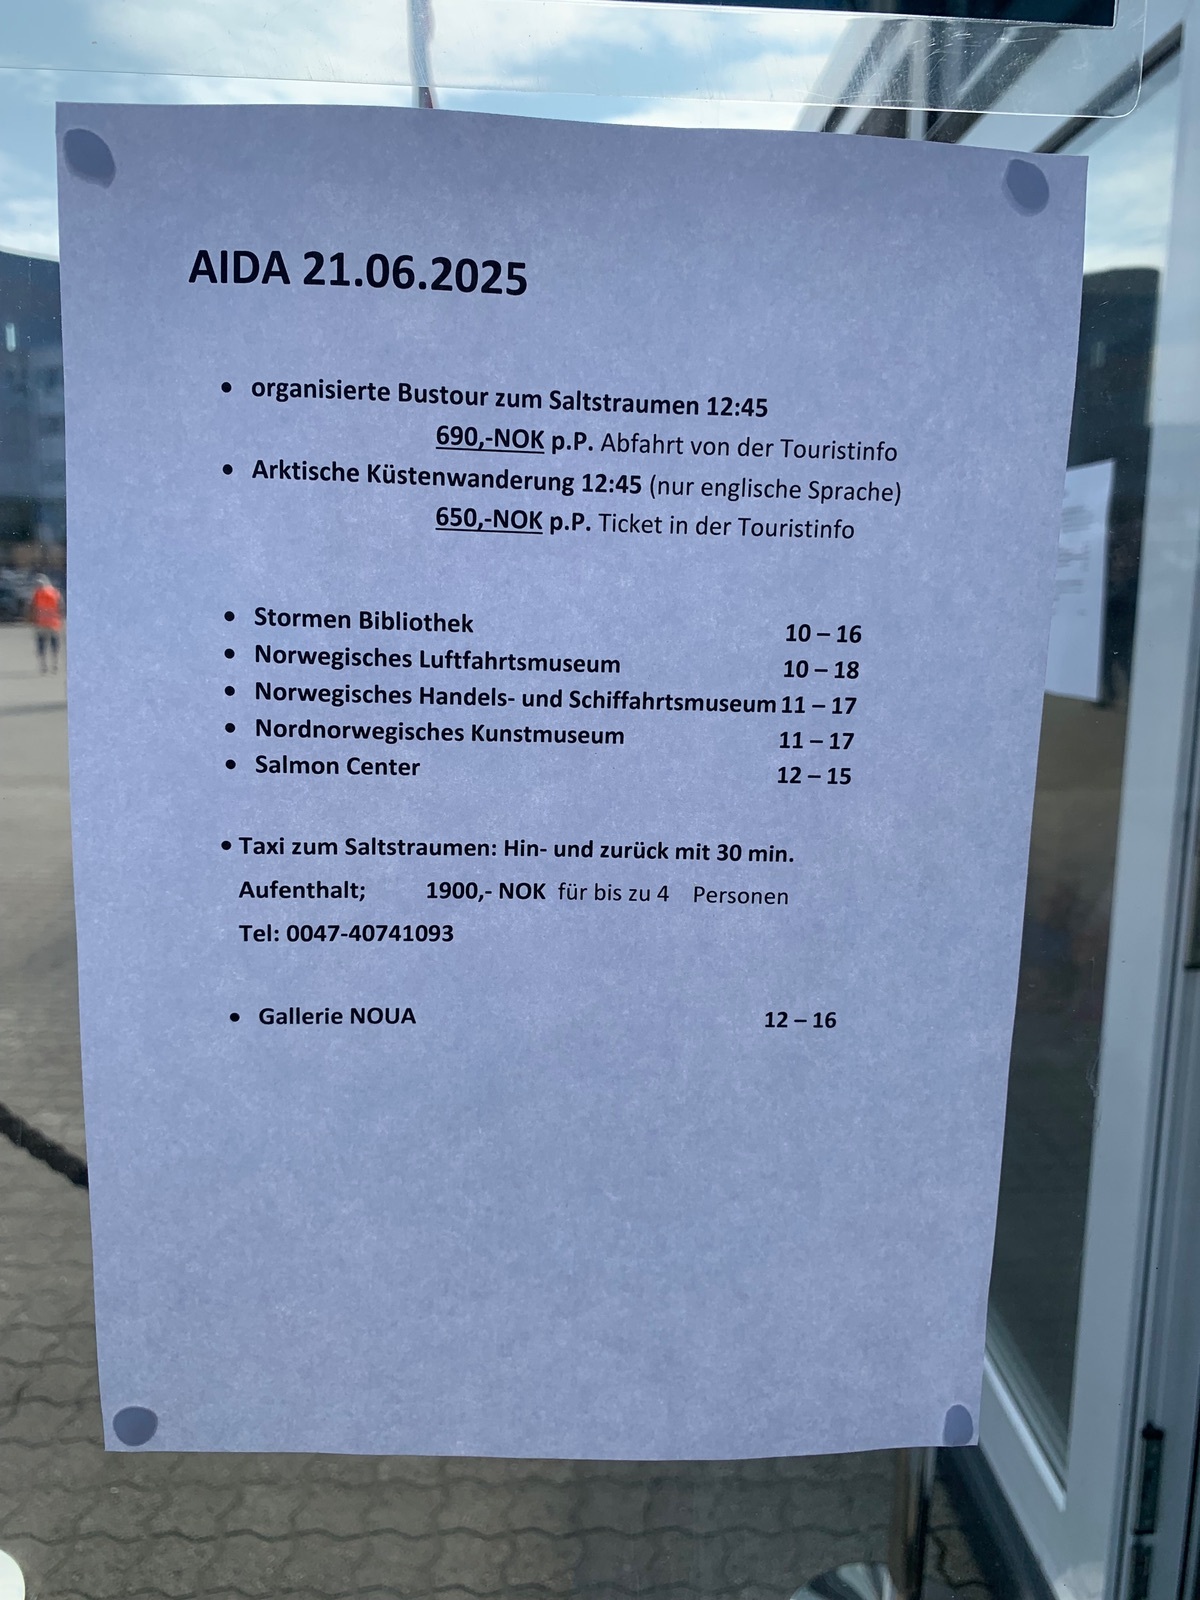 AIDA 21.06.2025
• organisierte Bustour zum Saltstraumen 12:45
690,-NOK p.P. Abfahrt von der Touristinfo
• Arktische Küstenwanderung 12:45 (nur englische Sprache)
650,-NOK p.P. Ticket in der Touristinfo
• Stormen Bibliothek 10 – 16
• Norwegisches Luftfahrtsmuseum 10 – 18
• Norwegisches Handels- und Schiffahrtsmuseum 11 – 17
• Nordnorwegisches Kunstmuseum 11 – 17
• Salmon Center 12 – 15
• Taxi zum Saltstraumen: Hin- und zurück mit 30 min.
Aufenthalt; 1900,- NOK für bis zu 4 Personen
Tel: 0047-40741093
• Gallerie NOUA 12 – 16